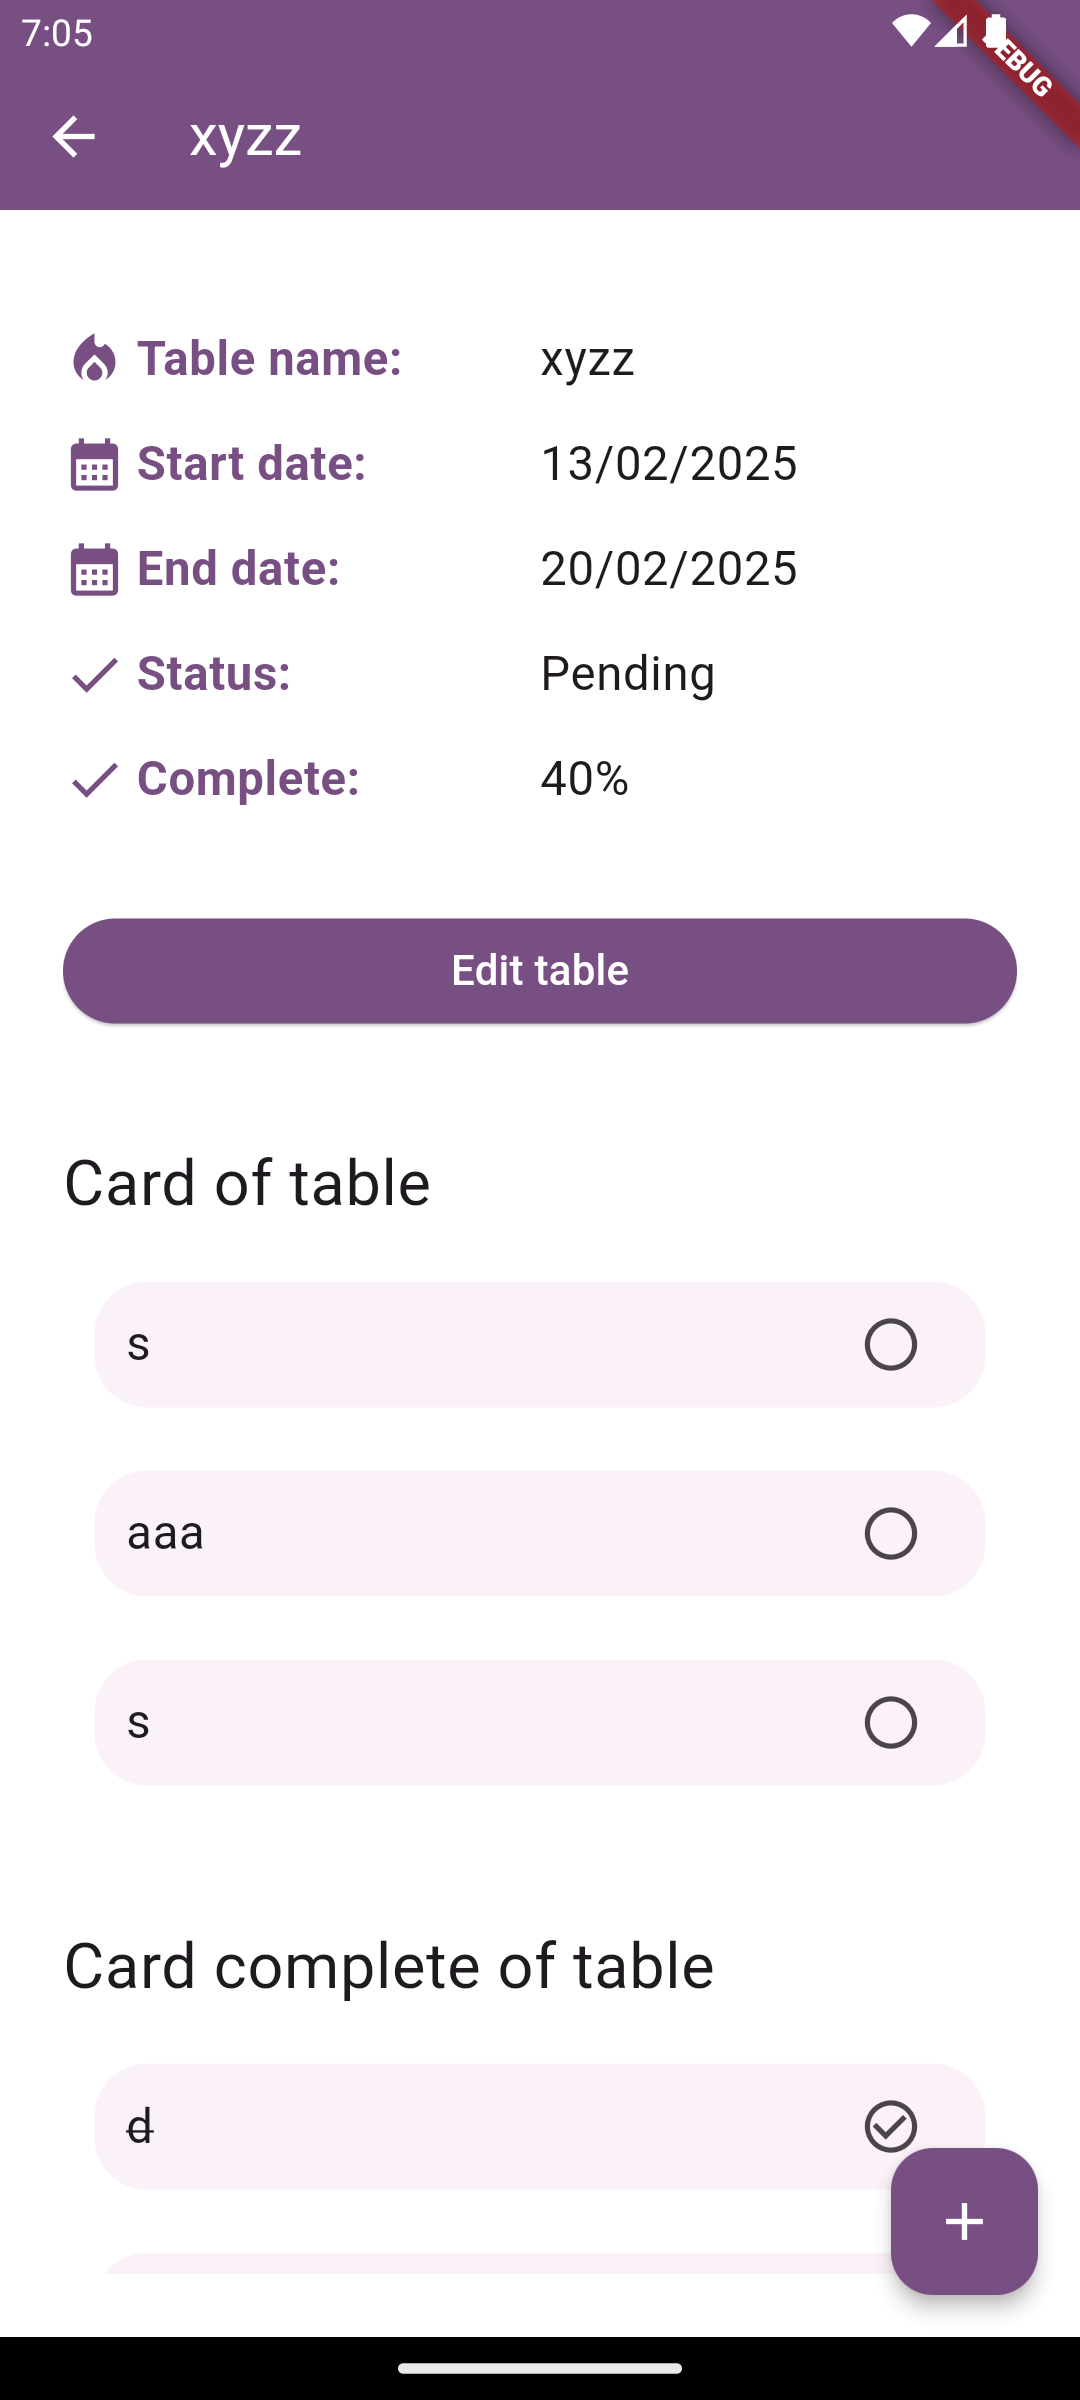 7:05
xyzz
Table name: xyzz
Start date: 13/02/2025
End date: 20/02/2025
Status: Pending
Complete: 40%
Edit table
Card of table
s
aaa
s
Card complete of table
d